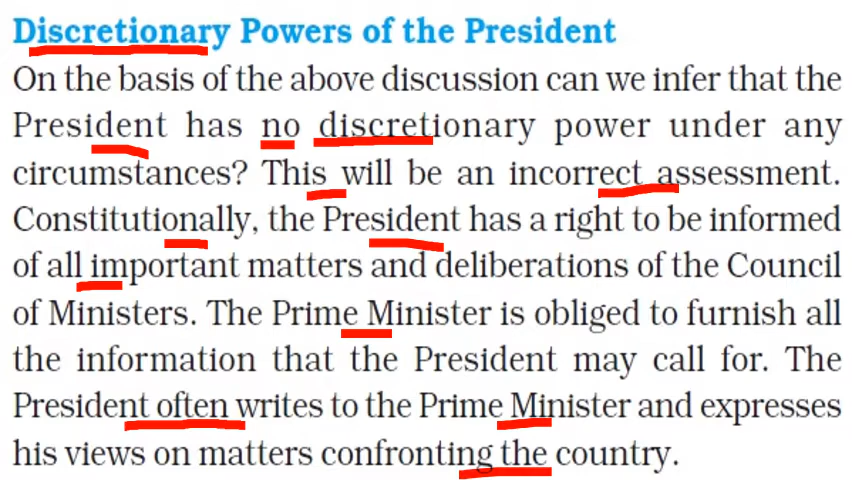 Discretionary Powers of the President
On the basis of the above discussion can we infer that the
President has no discretionary power under any
circumstances? This will be an incorrect assessment.
Constitutionally, the President has a right to be informed
of all important matters and deliberations of the Council
of Ministers. The Prime Minister is obliged to furnish all
the information that the President may call for. The
President often writes to the Prime Minister and expresses
his views on matters confronting the country.